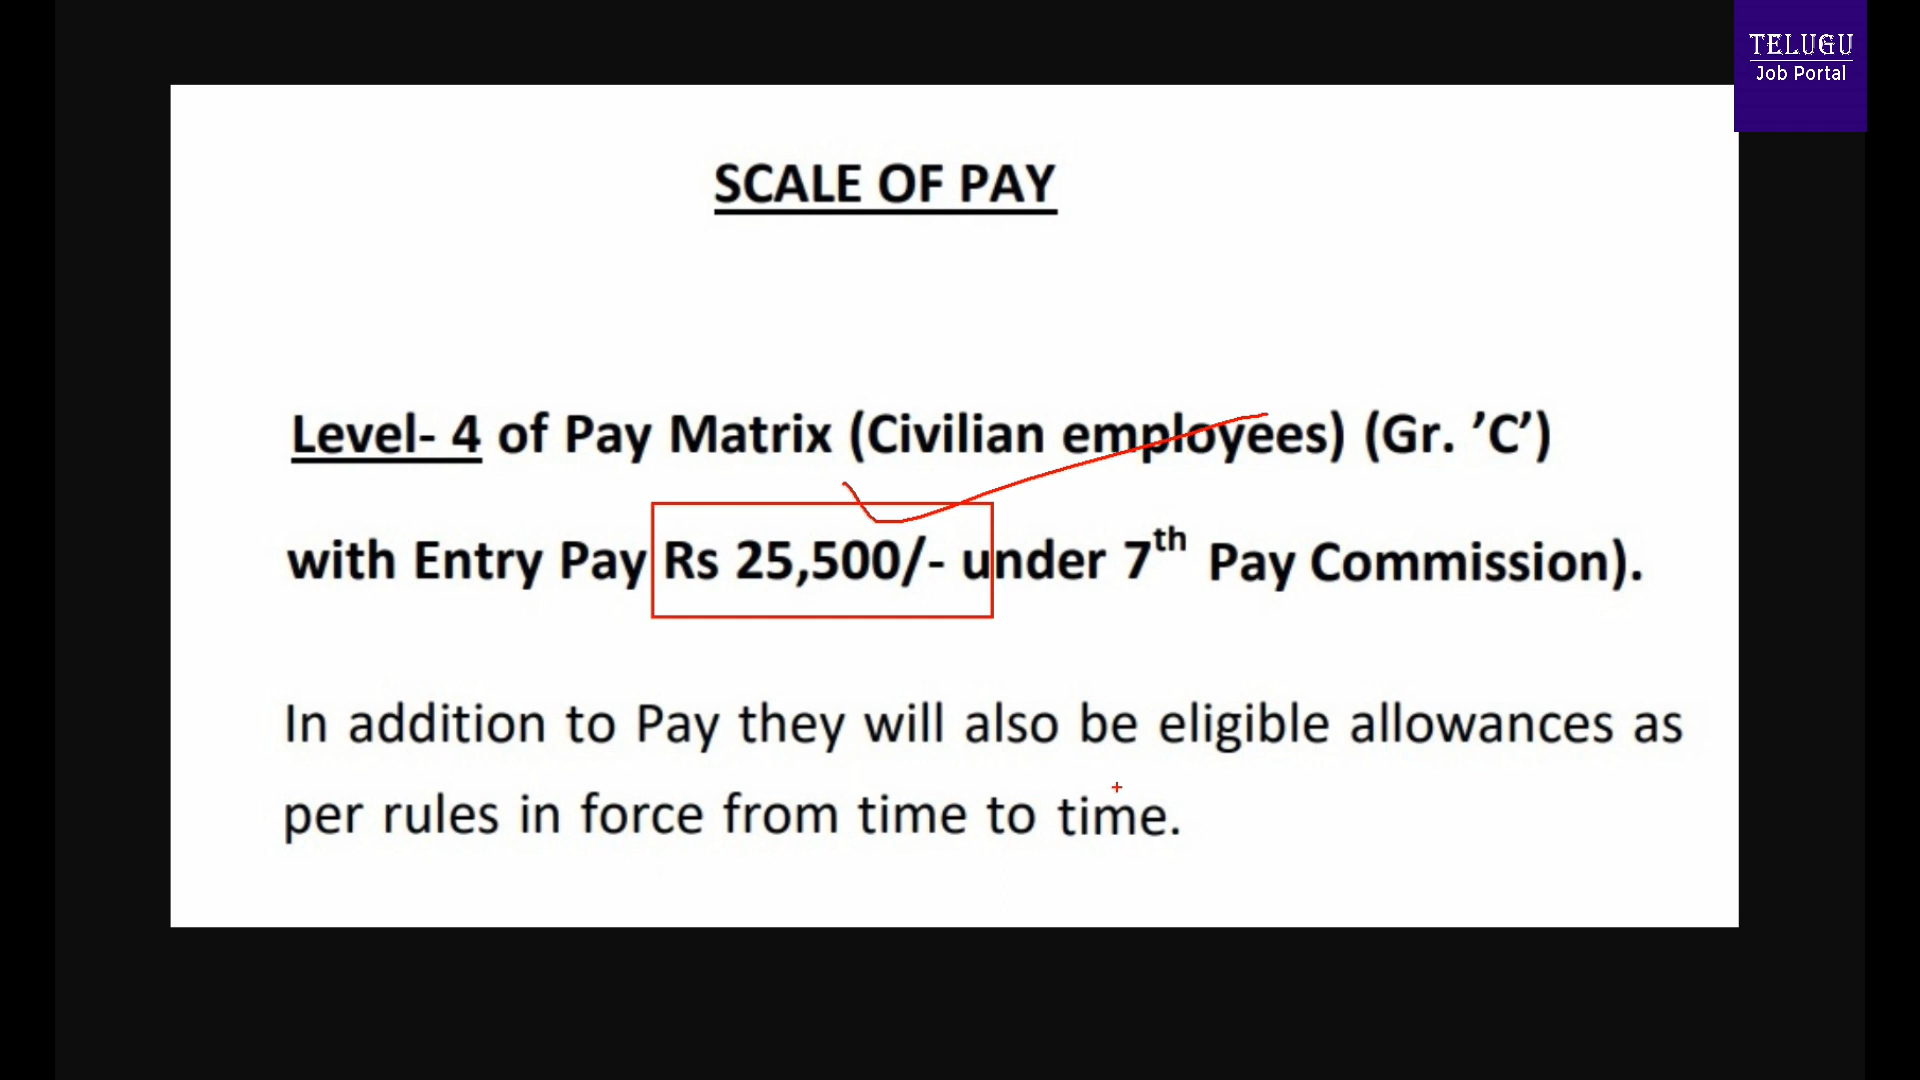 TELUGU
Job Portal
SCALE OF PAY
Level- 4 of Pay Matrix (Civilian employees) (Gr. ’C’)
with Entry Pay Rs 25,500/- under 7th Pay Commission).
In addition to Pay they will also be eligible allowances as
per rules in force from time to time.